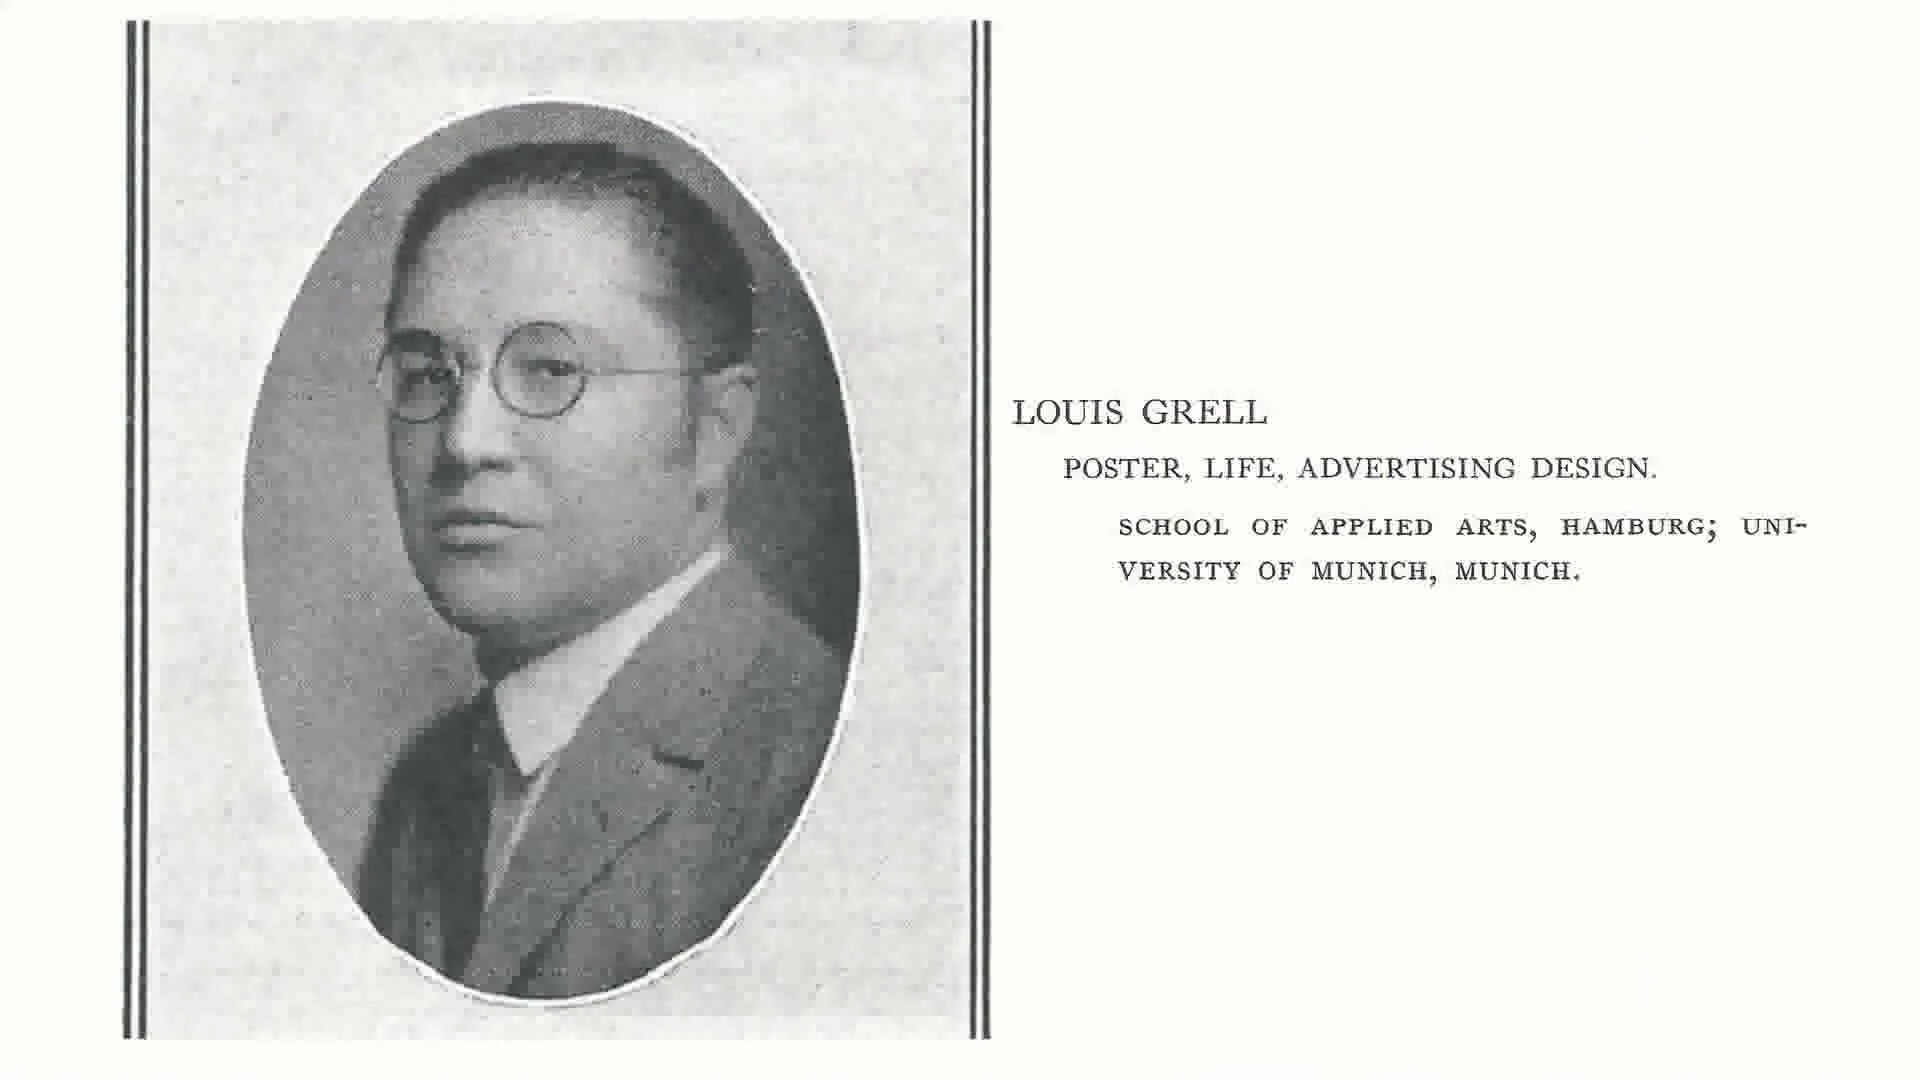 LOUIS GRELL
POSTER, LIFE, ADVERTISING DESIGN.
SCHOOL OF APPLIED ARTS, HAMBURG; UNI-
VERSITY OF MUNICH, MUNICH.